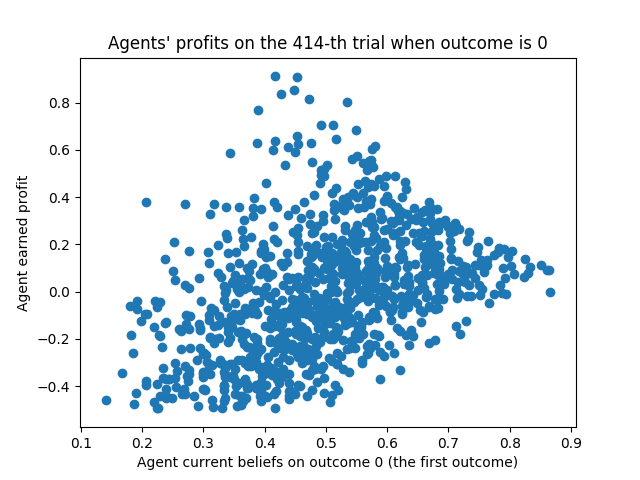 Agents' profits on the 414-th trial when outcome is 0
Agent earned profit
0.8
0.6
0.4
0.2
0.0
−0.2
−0.4
0.1 0.2 0.3 0.4 0.5 0.6 0.7 0.8 0.9
Agent current beliefs on outcome 0 (the first outcome)